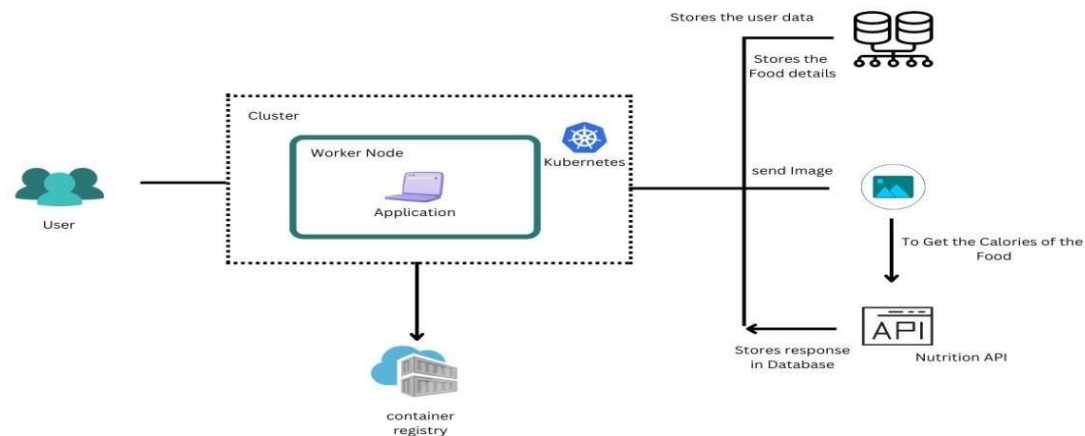 Stores the user data
Stores the
Food details
Cluster
Worker Node
Kubernetes
Application
User
send Image
To Get the Calories of the
Food
API
Nutrition API
Stores response
in Database
container
registry